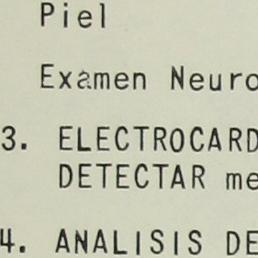 Piel
Examen Neuro
3. ELECTROCARD
DETECTAR me
4. ANALISIS DE